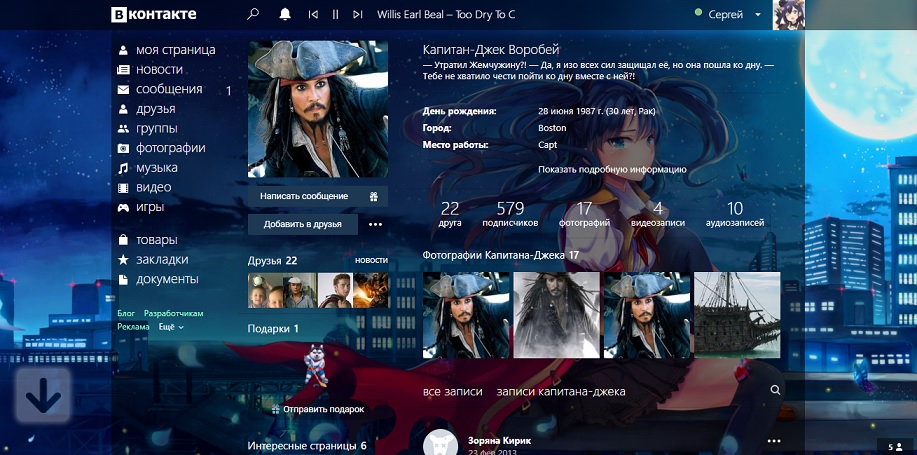 Вконтакте
Willis Earl Beal – Too Dry To C
Сергей
моя страница
новости
сообщения 1
друзья
группы
фотографии
музыка
видео
игры
товары
закладки
документы
Блог Разработчикам
Реклама Ещё
Написать сообщение
Добавить в друзья
Друзья 22 новости
Подарки 1
Отправить подарок
Интересные страницы 6
Капитан-Джек Воробей
— Утратил Жемчужину?! — Да, я изо всех сил защищал её, но она пошла ко дну. —
Тебе не хватило чести пойти ко дну вместе с ней?!
День рождения: 28 июня 1987 г. (30 лет, Рак)
Город: Boston
Место работы: Capt
Показать подробную информацию
22 579 17 4 10
друга подписчиков фотографий видеозаписи аудиозаписей
Фотографии Капитана-Джека 17
все записи записи капитана-джека
Зоряна Кирик
23 фев 2013
5